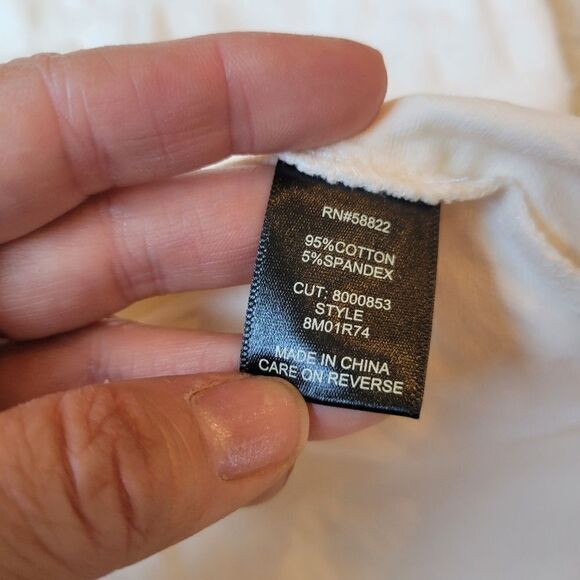 RN#58822
95%COTTON
5%SPANDEX
CUT: 8000853
STYLE
8M01R74
MADE IN CHINA
CARE ON REVERSE